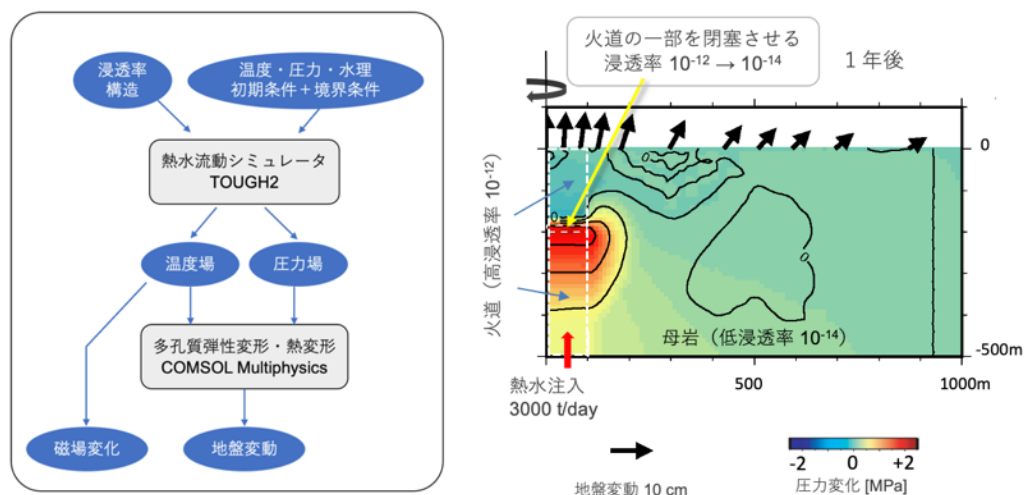 浸透率
構造
温度・圧力・水理
初期条件＋境界条件
熱水流動シミュレータ
TOUGH2
温度場
圧力場
多孔質弾性変形・熱変形
COMSOL Multiphysics
磁場変化
地盤変動
火道の一部を閉塞させる
浸透率 10⁻¹² → 10⁻¹⁴
1 年後
火道（高浸透率 10⁻¹²）
0
0
0
母岩（低浸透率 10⁻¹⁴）
-500m
500
1000m
熱水注入
3000 t/day
地盤変動 10 cm
-2
0
+2
圧力変化 [MPa]